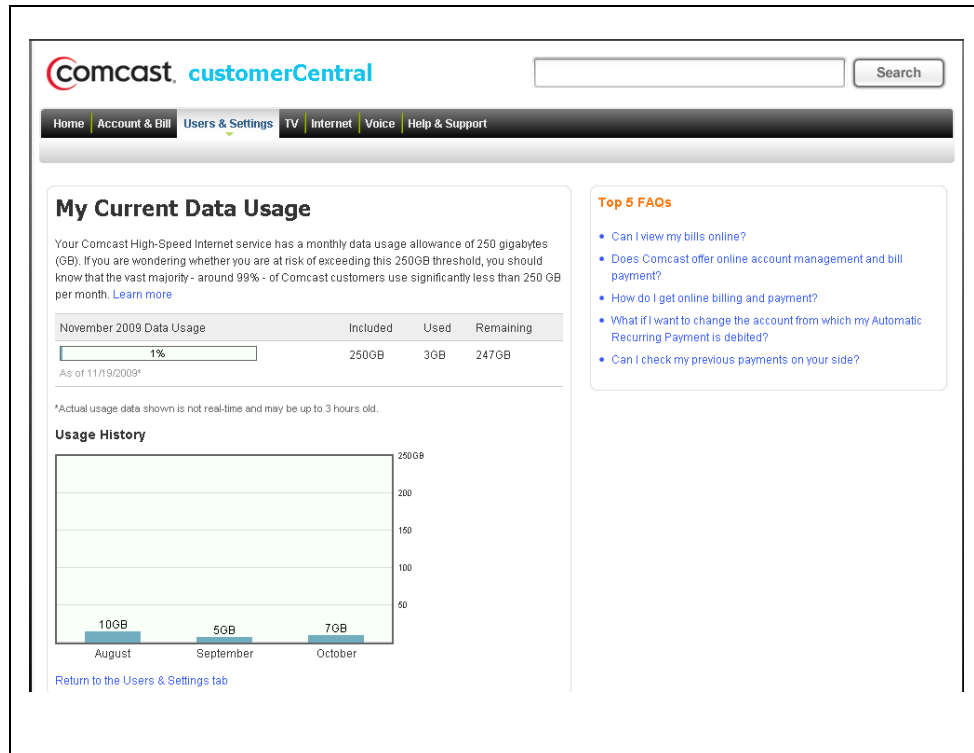 comcast. customerCentral
Search
Home Account & Bill Users & Settings TV Internet Voice Help & Support
My Current Data Usage
Your Comcast High-Speed Internet service has a monthly data usage allowance of 250 gigabytes
(GB). If you are wondering whether you are at risk of exceeding this 250GB threshold, you should
know that the vast majority - around 99% - of Comcast customers use significantly less than 250 GB
per month. Learn more
November 2009 Data Usage Included Used Remaining
1% 250GB 3GB 247GB
As of 11/19/2009*
*Actual usage data shown is not real-time and may be up to 3 hours old.
Usage History
250GB
200
150
100
50
10GB 5GB 7GB
August September October
Return to the Users & Settings tab
Top 5 FAQs
• Can I view my bills online?
• Does Comcast offer online account management and bill
payment?
• How do I get online billing and payment?
• What if I want to change the account from which my Automatic
Recurring Payment is debited?
• Can I check my previous payments on your side?